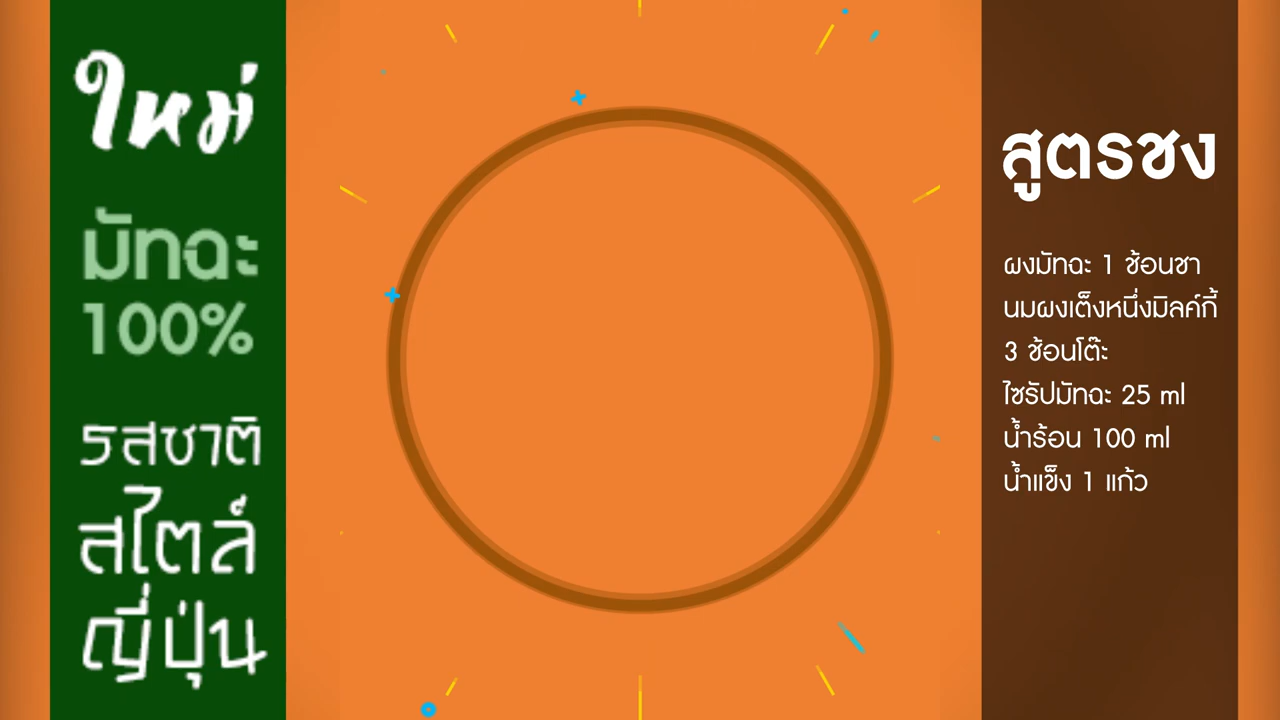 ใหม่
มัทฉะ
100%
รสชาติ
สไตล์
ญี่ปุ่น
สูตรชง
ผงมัทฉะ 1 ช้อนชา
นมผงเต็งหนึ่งมิลค์กี้
3 ช้อนโต๊ะ
ไซรัปมัทฉะ 25 ml
น้ำร้อน 100 ml
น้ำแข็ง 1 แก้ว